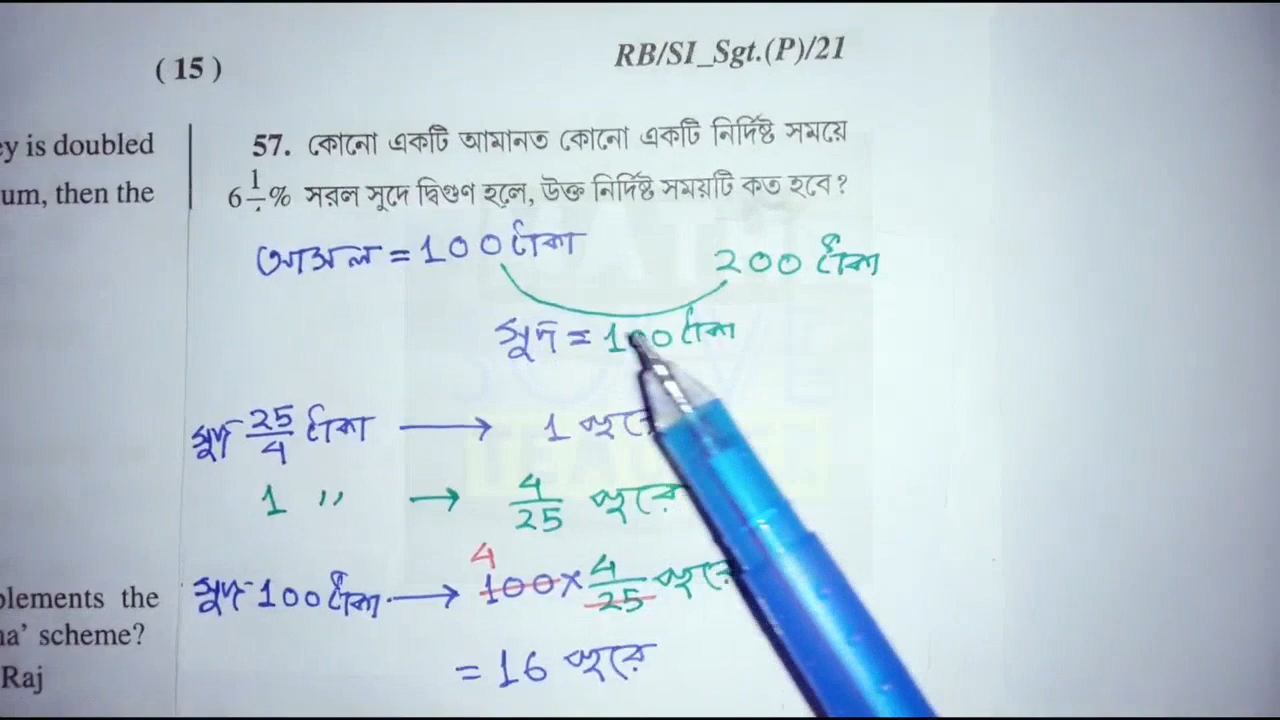 ( 15 )
RB/SI_Sgt.(P)/21
ey is doubled
um, then the
57. কোনো একটি আমানত কোনো একটি নির্দিষ্ট সময়ে
6 1/4% সরল সুদে দ্বিগুণ হলে, উক্ত নির্দিষ্ট সময়টি কত হবে?
আসল = 100 টাকা
200 টাকা
সুদ = 100 টাকা
সুদ 25/4 টাকা → 1 বছরে
1 ,, → 4/25 বছরে
4
সুদ 100 টাকা → 100 × 4/25 বছরে
= 16 বছরে
plements the
na' scheme?
Raj